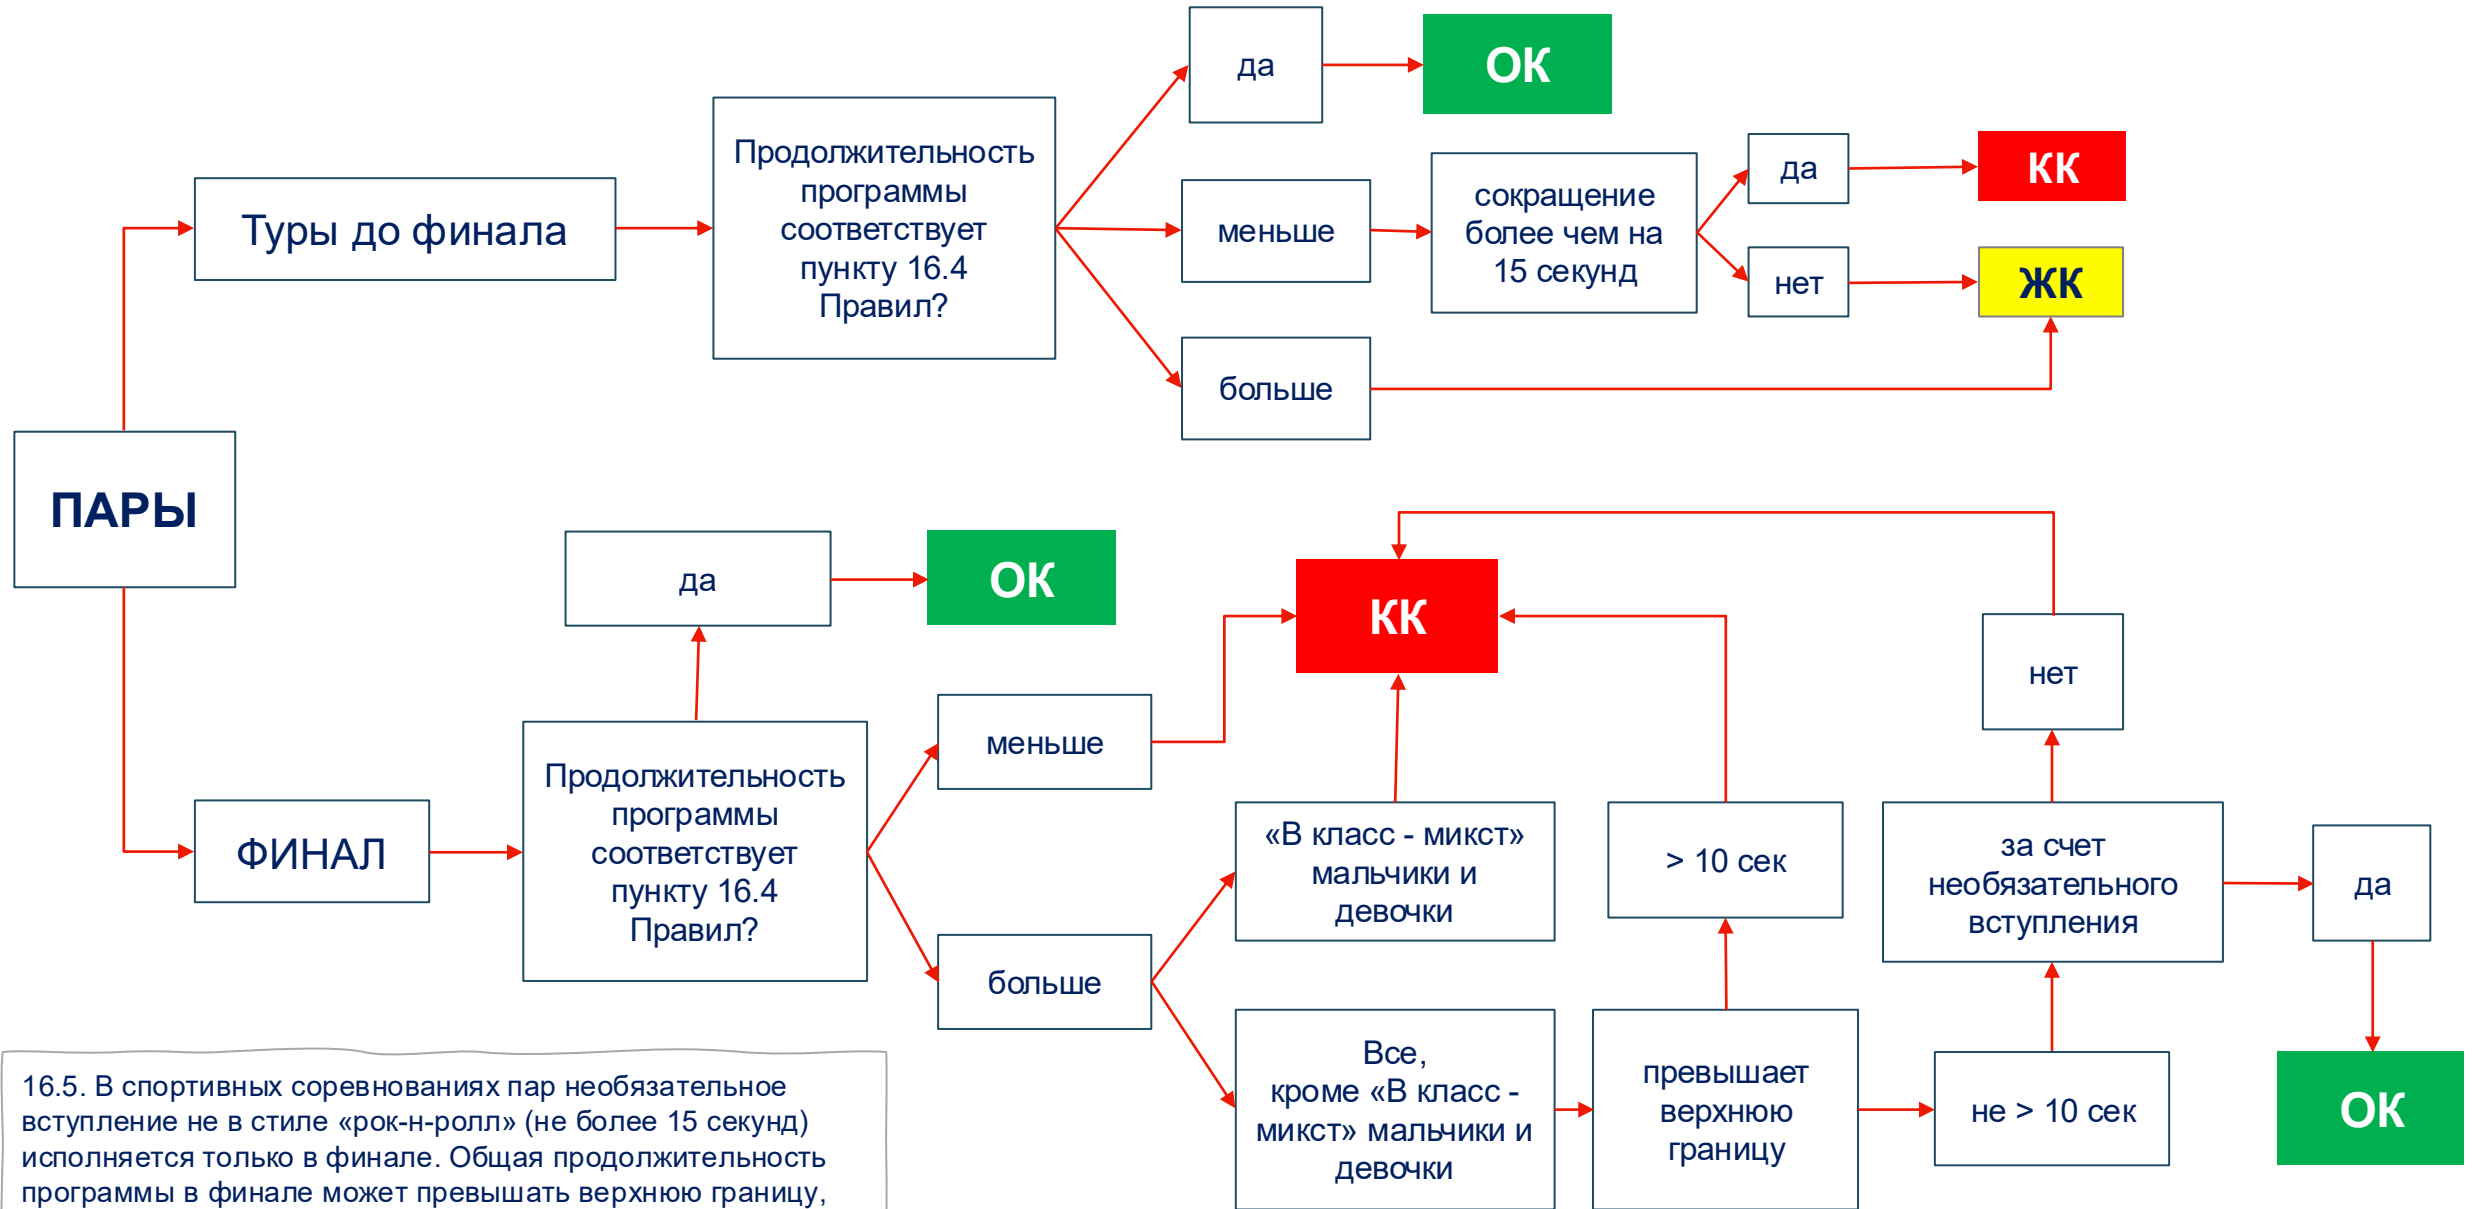 да
ОК
Продолжительность
программы
соответствует
пункту 16.4
Правил?
Туры до финала
меньше
сокращение
более чем на
15 секунд
да
КК
нет
ЖК
больше
ПАРЫ
да
ОК
КК
нет
меньше
ФИНАЛ
Продолжительность
программы
соответствует
пункту 16.4
Правил?
«В класс - микст»
мальчики и
девочки
> 10 сек
за счет
необязательного
вступления
да
больше
Все,
кроме «В класс -
микст» мальчики и
девочки
превышает
верхнюю
границу
не > 10 сек
ОК
16.5. В спортивных соревнованиях пар необязательное
вступление не в стиле «рок-н-ролл» (не более 15 секунд)
исполняется только в финале. Общая продолжительность
программы в финале может превышать верхнюю границу,